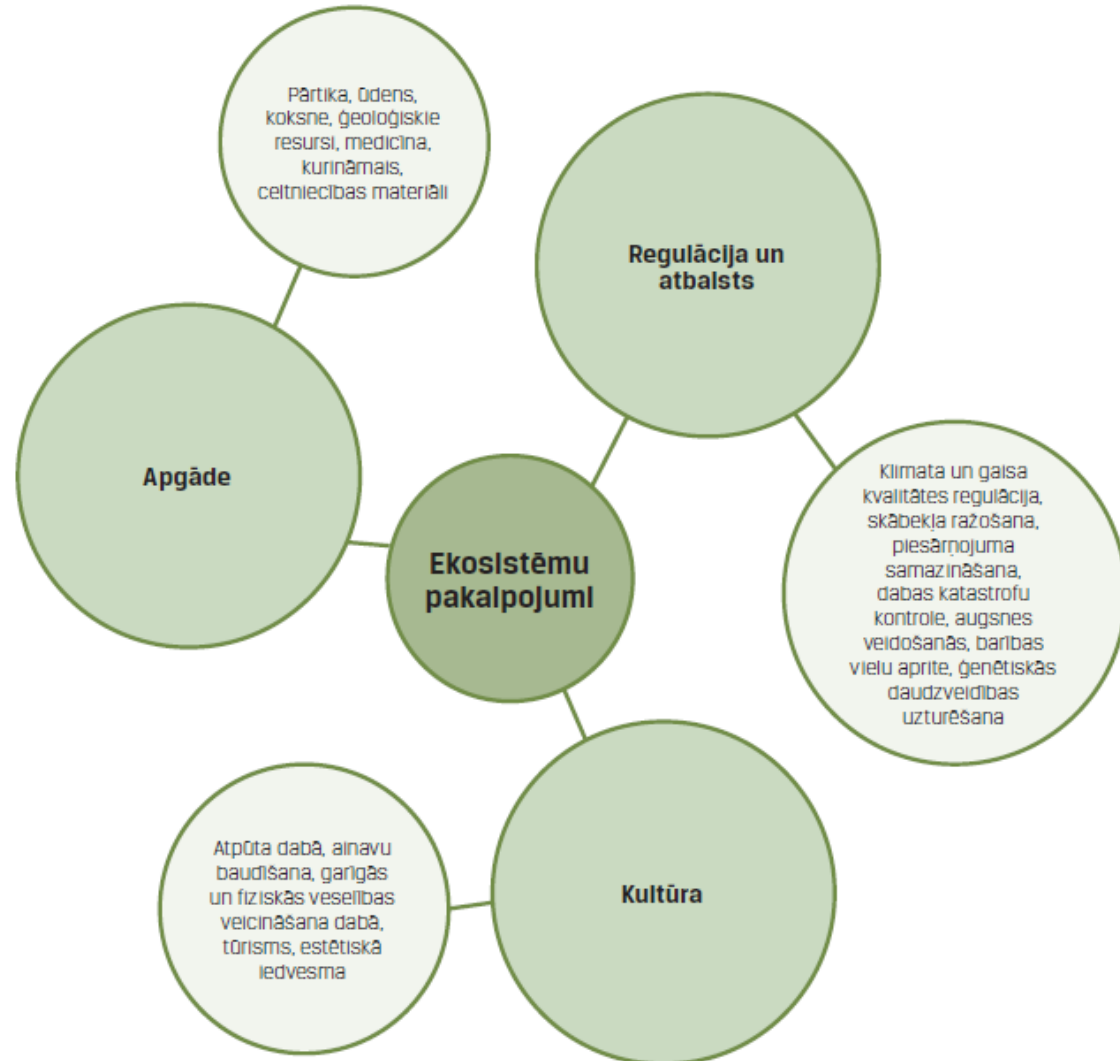 Pārtika, ūdens,
koksne, ģeoloģiskie
resursi, medicīna,
kurināmais,
celtniecības materiāli
Regulācija un
atbalsts
Apgāde
Ekosistēmu
pakalpojumi
Klimata un gaisa
kvalitātes regulācija,
skābekļa ražošana,
piesārņojuma
samazināšana,
dabas katastrofu
kontrole, augsnes
veidošanās, barības
vielu aprite, ģenētiskās
daudzveidības
uzturēšana
Atpūta dabā, ainavu
baudīšana, garīgās
un fiziskās veselības
veicināšana dabā,
tūrisms, estētiskā
iedvesma
Kultūra